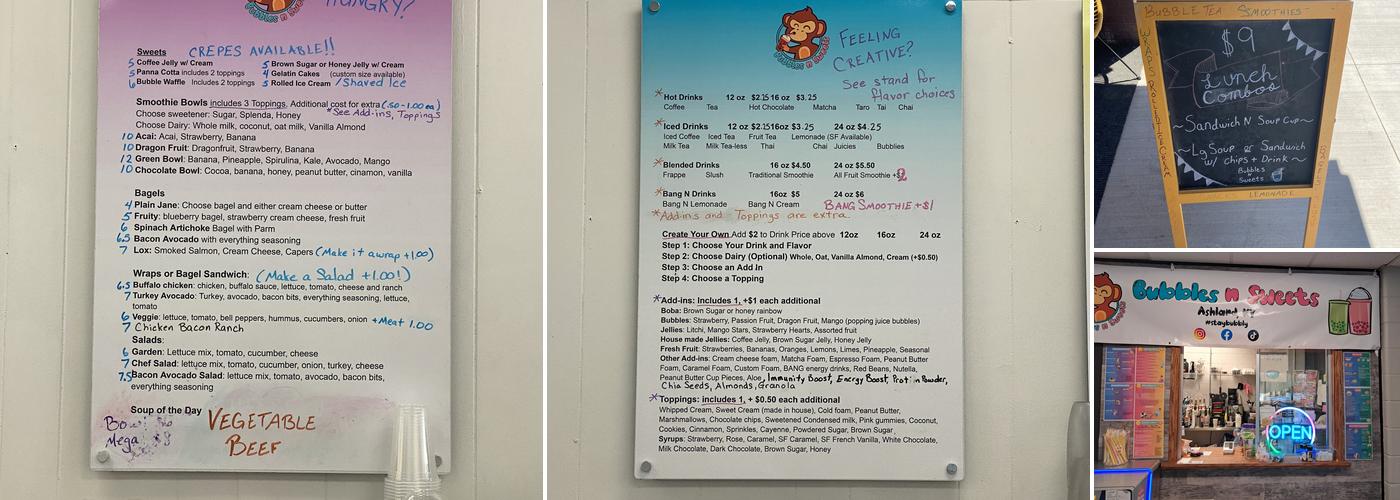 HUNGRY?
Bubbles n Sweets
Sweets CREPES AVAILABLE!!
5 Coffee Jelly w/ Cream 5 Brown Sugar or Honey Jelly w/ Cream
5 Panna Cotta includes 2 toppings 4 Gelatin Cakes (custom size available)
6 Bubble Waffle Includes 2 toppings 5 Rolled Ice Cream /Shaved Ice
Smoothie Bowls includes 3 Toppings, Additional cost for extra (.50-1.00 ea)
Choose sweetener: Sugar, Splenda, Honey *See Add-ins, Toppings
Choose Dairy: Whole milk, coconut, oat milk, Vanilla Almond
10 Acai: Acai, Strawberry, Banana
10 Dragon Fruit: Dragonfruit, Strawberry, Banana
12 Green Bowl: Banana, Pineapple, Spirulina, Kale, Avocado, Mango
10 Chocolate Bowl: Cocoa, banana, honey, peanut butter, cinamon, vanilla
Bagels
4 Plain Jane: Choose bagel and either cream cheese or butter
5 Fruity: blueberry bagel, strawberry cream cheese, fresh fruit
6 Spinach Artichoke Bagel with Parm
6.5 Bacon Avocado with everything seasoning
7 Lox: Smoked Salmon, Cream Cheese, Capers (Make it a wrap +1.00)
Wraps or Bagel Sandwich: (Make a Salad +1.00!)
6.5 Buffalo chicken: chicken, buffalo sauce, lettuce, tomato, cheese and ranch
7 Turkey Avocado: Turkey, avocado, bacon bits, everything seasoning, lettuce,
tomato
6 Veggie: lettuce, tomato, bell peppers, hummus, cucumbers, onion +Meat 1.00
7 Chicken Bacon Ranch
Salads:
6 Garden: Lettuce mix, tomato, cucumber, cheese
7 Chef Salad: lettuce mix, tomato, cucumber, onion, turkey, cheese
7.5 Bacon Avocado Salad: lettuce mix, tomato, avocado, bacon bits,
everything seasoning
Soup of the Day VEGETABLE
BEEF
Mega
Bubbles n Sweets
FEELING
CREATIVE?
See stand for
flavor choices
*Hot Drinks 12 oz $2.25 16 oz $3.25
Coffee Tea Hot Chocolate Matcha Taro Tai Chai
*Iced Drinks 12 oz $2.25 16oz $3.25 24 oz $4.25
Iced Coffee Iced Tea Fruit Tea Lemonade (SF Available)
Milk Tea Milk Tea-less Thai Chai Juices Bubblies
*Blended Drinks 16 oz $4.50 24 oz $5.50
Frappe Slush Traditional Smoothie All Fruit Smoothie +$2
*Bang N Drinks 16oz $5 24 oz $6
Bang N Lemonade Bang N Cream BANG SMOOTHIE +$1
*Add-ins and Toppings are extra
Create Your Own Add $2 to Drink Price above 12oz 16oz 24 oz
Step 1: Choose Your Drink and Flavor
Step 2: Choose Dairy (Optional) Whole, Oat, Vanilla Almond, Cream (+$0.50)
Step 3: Choose an Add In
Step 4: Choose a Topping
*Add-ins: Includes 1, +$1 each additional
Boba: Brown Sugar or honey rainbow
Bubbles: Strawberry, Passion Fruit, Dragon Fruit, Mango (popping juice bubbles)
Jellies: Litchi, Mango Stars, Strawberry Hearts, Assorted fruit
House made Jellies: Coffee Jelly, Brown Sugar Jelly, Honey Jelly
Fresh Fruit: Strawberries, Bananas, Oranges, Lemons, Limes, Pineapple, Seasonal
Other Add-ins: Cream cheese foam, Matcha Foam, Espresso Foam, Peanut Butter
Foam, Caramel Foam, Custom Foam, BANG energy drinks, Red Beans, Nutella,
Peanut Butter Cup Pieces, Aloe, Immunity Boost, Energy Boost, Protein Powder,
Chia Seeds, Almonds, Granola
*Toppings: includes 1, + $0.50 each additional
Whipped Cream, Sweet Cream (made in house), Cold foam, Peanut Butter,
Marshmallows, Chocolate chips, Sweetened Condensed milk, Pink gummies, Coconut,
Cookies, Cinnamon, Sprinkles, Cayenne, Powdered Sugar, Brown Sugar
Syrups: Strawberry, Rose, Caramel, SF Caramel, SF French Vanilla, White Chocolate,
Milk Chocolate, Dark Chocolate, Brown Sugar, Honey
BUBBLE TEA SMOOTHIES
WRAPS ROLLED ICE CREAM
$9
Lunch
Combos
~Sandwich N Soup Cup~
~Lg Soup or Sandwich
w/ chips + Drink~
Bubbles
n
Sweets
LEMONADE
Bubbles n Sweets
Ashland, KY
#staybubbly
OPEN